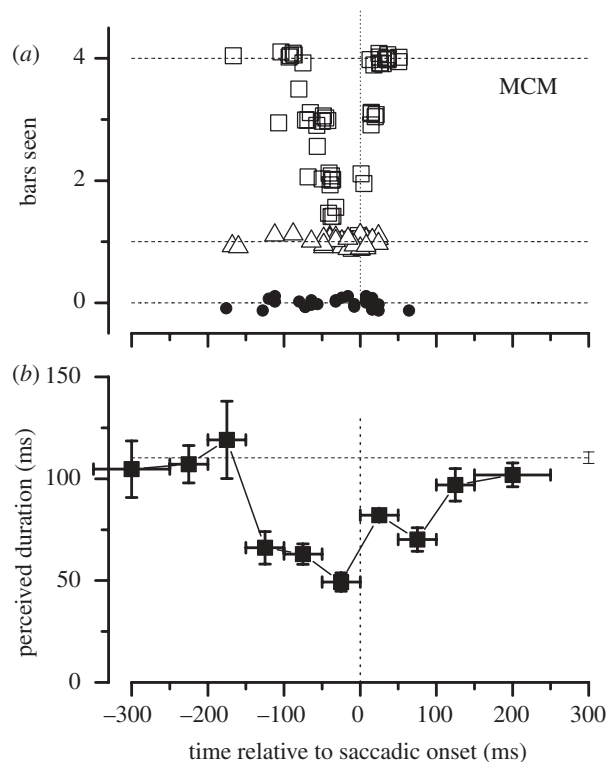 (a)
4
MCM
bars seen
2
0
(b)
150
perceived duration (ms)
100
50
0
−300 −200 −100 0 100 200 300
time relative to saccadic onset (ms)